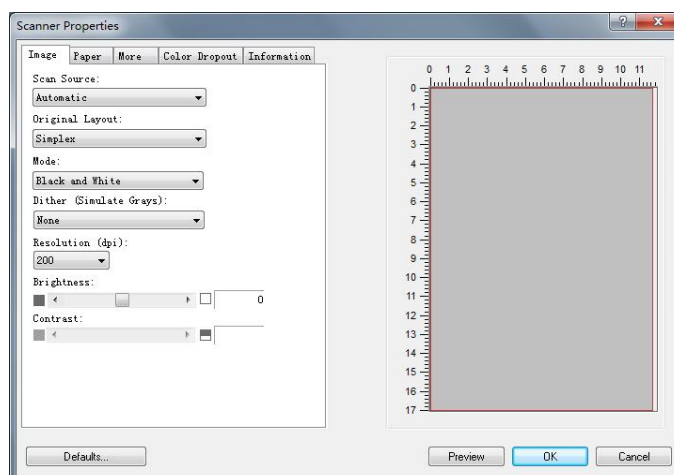 Scanner Properties
?
Image Paper More Color Dropout Information
Scan Source:
Automatic
Original Layout:
Simplex
Mode:
Black and White
Dither (Simulate Grays):
None
Resolution (dpi):
200
Brightness:
0
Contrast:
0 1 2 3 4 5 6 7 8 9 10 11
0
1
2
3
4
5
6
7
8
9
10
11
12
13
14
15
16
17
Defaults...
Preview OK Cancel